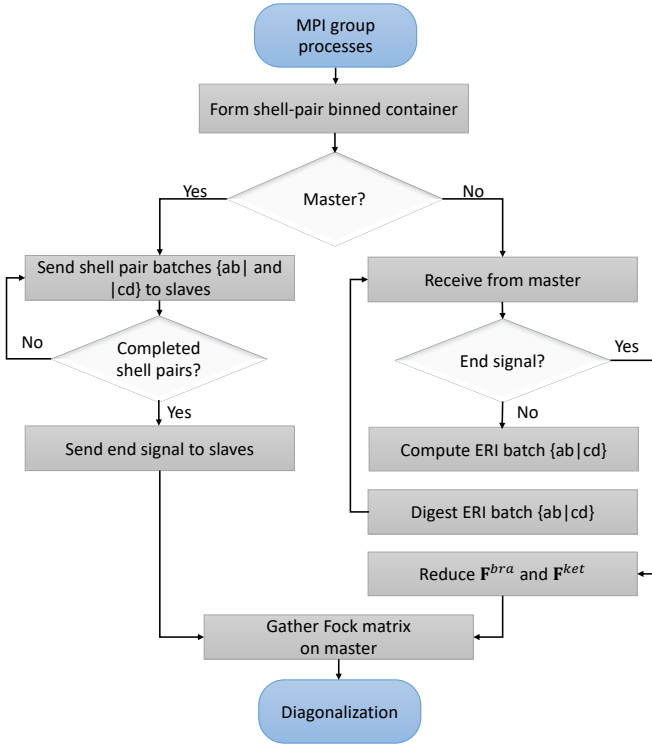 MPI group
processes
Form shell-pair binned container
Master?
Yes
No
Send shell pair batches {ab| and
|cd} to slaves
Receive from master
No
Completed
shell pairs?
End signal?
Yes
Yes
No
Send end signal to slaves
Compute ERI batch {ab|cd}
Digest ERI batch {ab|cd}
Reduce F^{bra} and F^{ket}
Gather Fock matrix
on master
Diagonalization